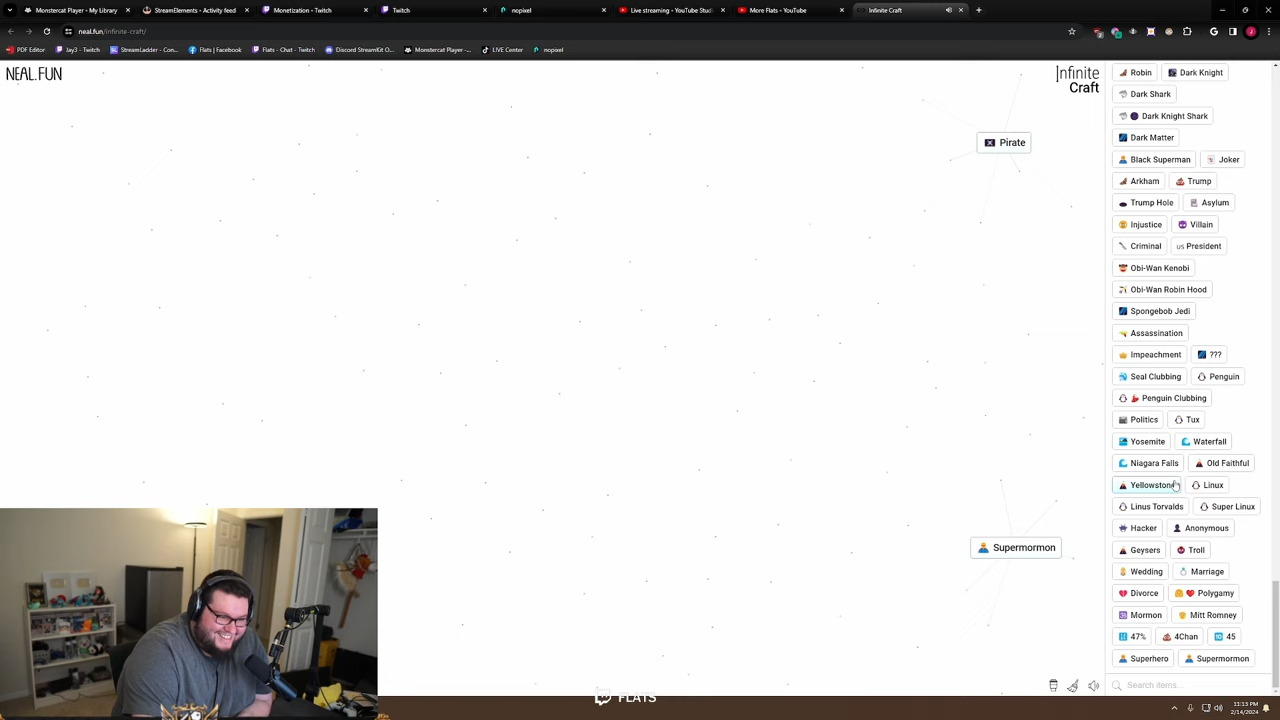 Monstercat Player - My Library
StreamElements - Activity feed
Monetization - Twitch
Twitch
nopixel
Live streaming - YouTube Stu
More Flats - YouTube
Infinite Craft
neal.fun/infinite-craft/
PDF Editor
Jay3 - Twitch
StreamLadder - Con...
Flats | Facebook
Flats - Chat - Twitch
Discord StreamKit O...
Monstercat Player -...
LIVE Center
nopixel
NEAL.FUN
Infinite
Craft
Pirate
Supermormon
Robin Dark Knight
Dark Shark
Dark Knight Shark
Dark Matter
Black Superman Joker
Arkham Trump
Trump Hole Asylum
Injustice Villain
Criminal US President
Obi-Wan Kenobi
Obi-Wan Robin Hood
Spongebob Jedi
Assassination
Impeachment ???
Seal Clubbing Penguin
Penguin Clubbing
Politics Tux
Yosemite Waterfall
Niagara Falls Old Faithful
Yellowstone Linux
Linus Torvalds Super Linux
Hacker Anonymous
Geysers Troll
Wedding Marriage
Divorce Polygamy
Mormon Mitt Romney
47% 4Chan 45
Superhero Supermormon
Search items...
FLATS
11:13 PM
2/14/2024